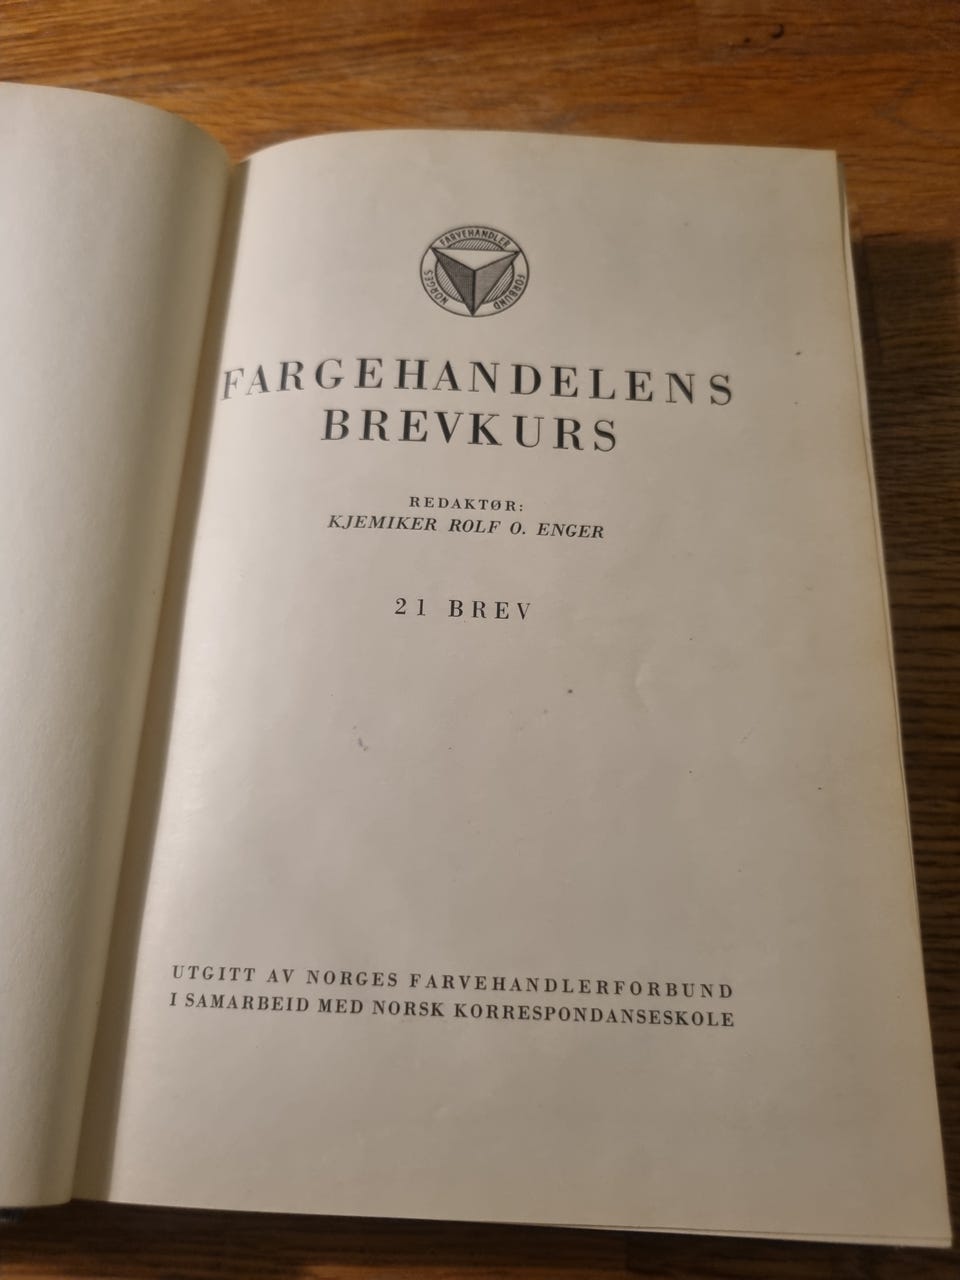 NORGES FARVEHANDLER FORBUND
FARGEHANDELENS
BREVKURS
REDAKTØR:
KJEMIKER ROLF O. ENGER
21 BREV
UTGITT AV NORGES FARVEHANDLERFORBUND
I SAMARBEID MED NORSK KORRESPONDANSESKOLE